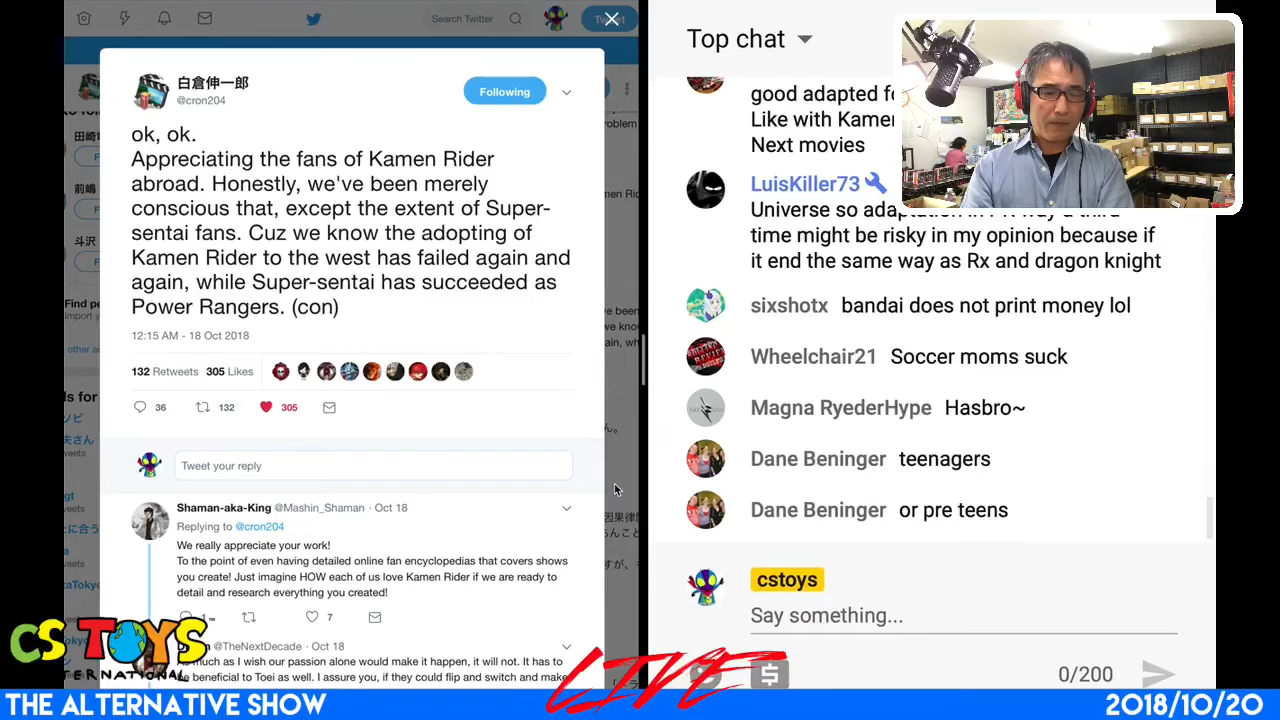 Search Twitter
Tweet
白倉伸一郎
@cron204
Following
ok, ok.
Appreciating the fans of Kamen Rider
abroad. Honestly, we've been merely
conscious that, except the extent of Super-
sentai fans. Cuz we know the adopting of
Kamen Rider to the west has failed again and
again, while Super-sentai has succeeded as
Power Rangers. (con)
12:15 AM - 18 Oct 2018
132 Retweets 305 Likes
36 132 305
Tweet your reply
Shaman-aka-King @Mashin_Shaman · Oct 18
Replying to @cron204
We really appreciate your work!
To the point of even having detailed online fan encyclopedias that covers shows
you create! Just imagine HOW each of us love Kamen Rider if we are ready to
detail and research everything you created!
7
@TheNextDecade · Oct 18
much as I wish our passion alone would make it happen, it will not. It has to
be beneficial to Toei as well. I assure you, if they could flip and switch and make
Top chat
good adapted
Like with Kamen
Next movies
LuisKiller73
Universe so adaptation
time might be risky in my opinion because if
it end the same way as Rx and dragon knight
sixshotx bandai does not print money lol
Wheelchair21 Soccer moms suck
Magna RyederHype Hasbro~
Dane Beninger teenagers
Dane Beninger or pre teens
cstoys
Say something...
0/200
CS TOYS
INTERNATIONAL
LIVE
THE ALTERNATIVE SHOW
2018/10/20